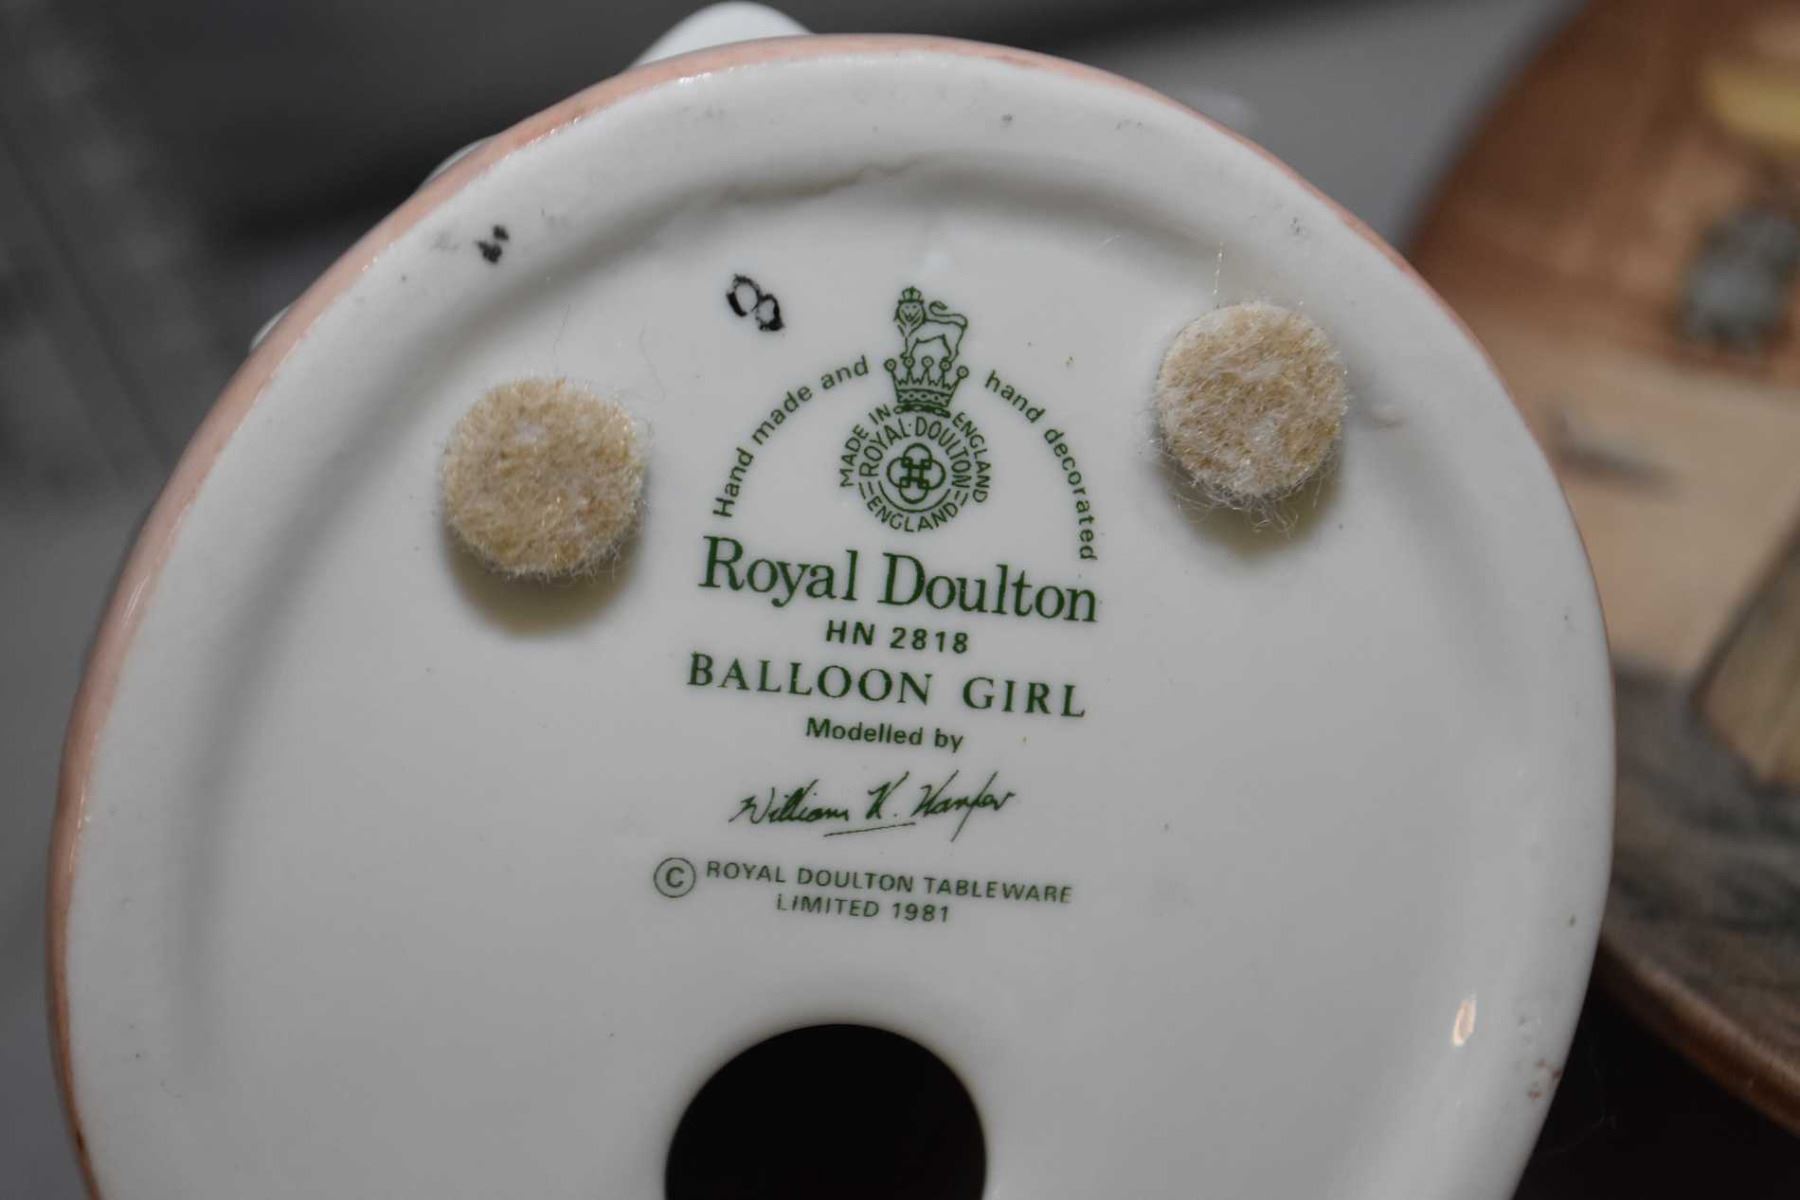 8
Hand made and hand decorated
MADE IN ENGLAND
ROYAL DOULTON
ENGLAND
Royal Doulton
HN 2818
BALLOON GIRL
Modelled by
William K. Harper
© ROYAL DOULTON TABLEWARE
LIMITED 1981